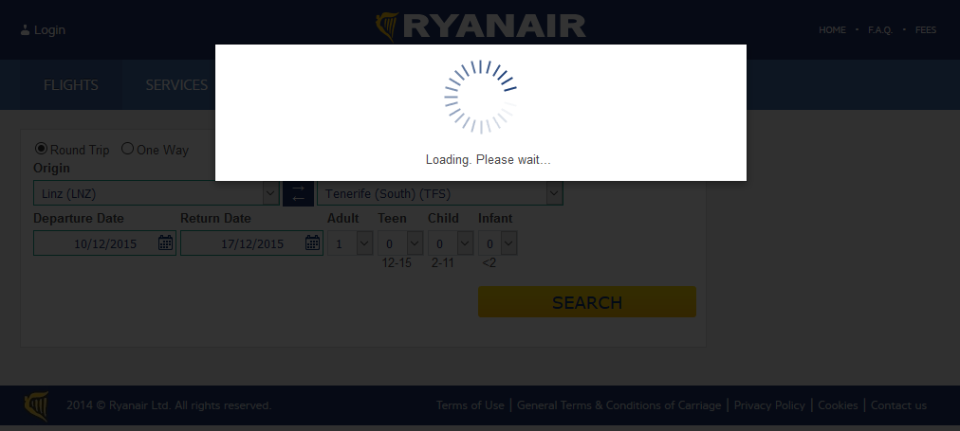 Login
RYANAIR
HOME • F.A.Q. • FEES
FLIGHTS SERVICES
Loading. Please wait...
Round Trip One Way
Origin
Linz (LNZ) Tenerife (South) (TFS)
Departure Date Return Date Adult Teen Child Infant
10/12/2015 17/12/2015 1 0 0 0
12-15 2-11 <2
SEARCH
2014 © Ryanair Ltd. All rights reserved. Terms of Use | General Terms & Conditions of Carriage | Privacy Policy | Cookies | Contact us